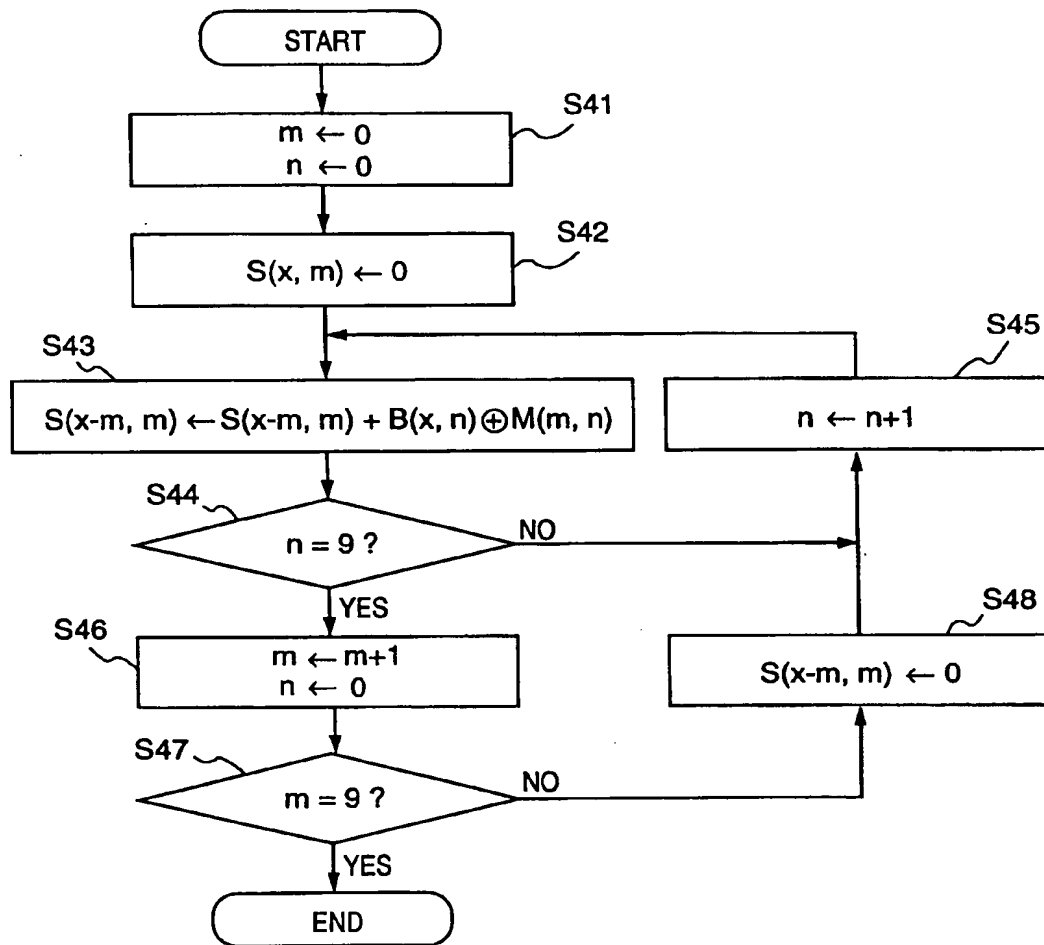 START
S41
m ← 0
n ← 0
S42
S(x, m) ← 0
S43
S(x-m, m) ← S(x-m, m) + B(x, n)⊕M(m, n)
S45
n ← n+1
S44
n = 9 ?
NO
YES
S46
m ← m+1
n ← 0
S48
S(x-m, m) ← 0
S47
m = 9 ?
NO
YES
END